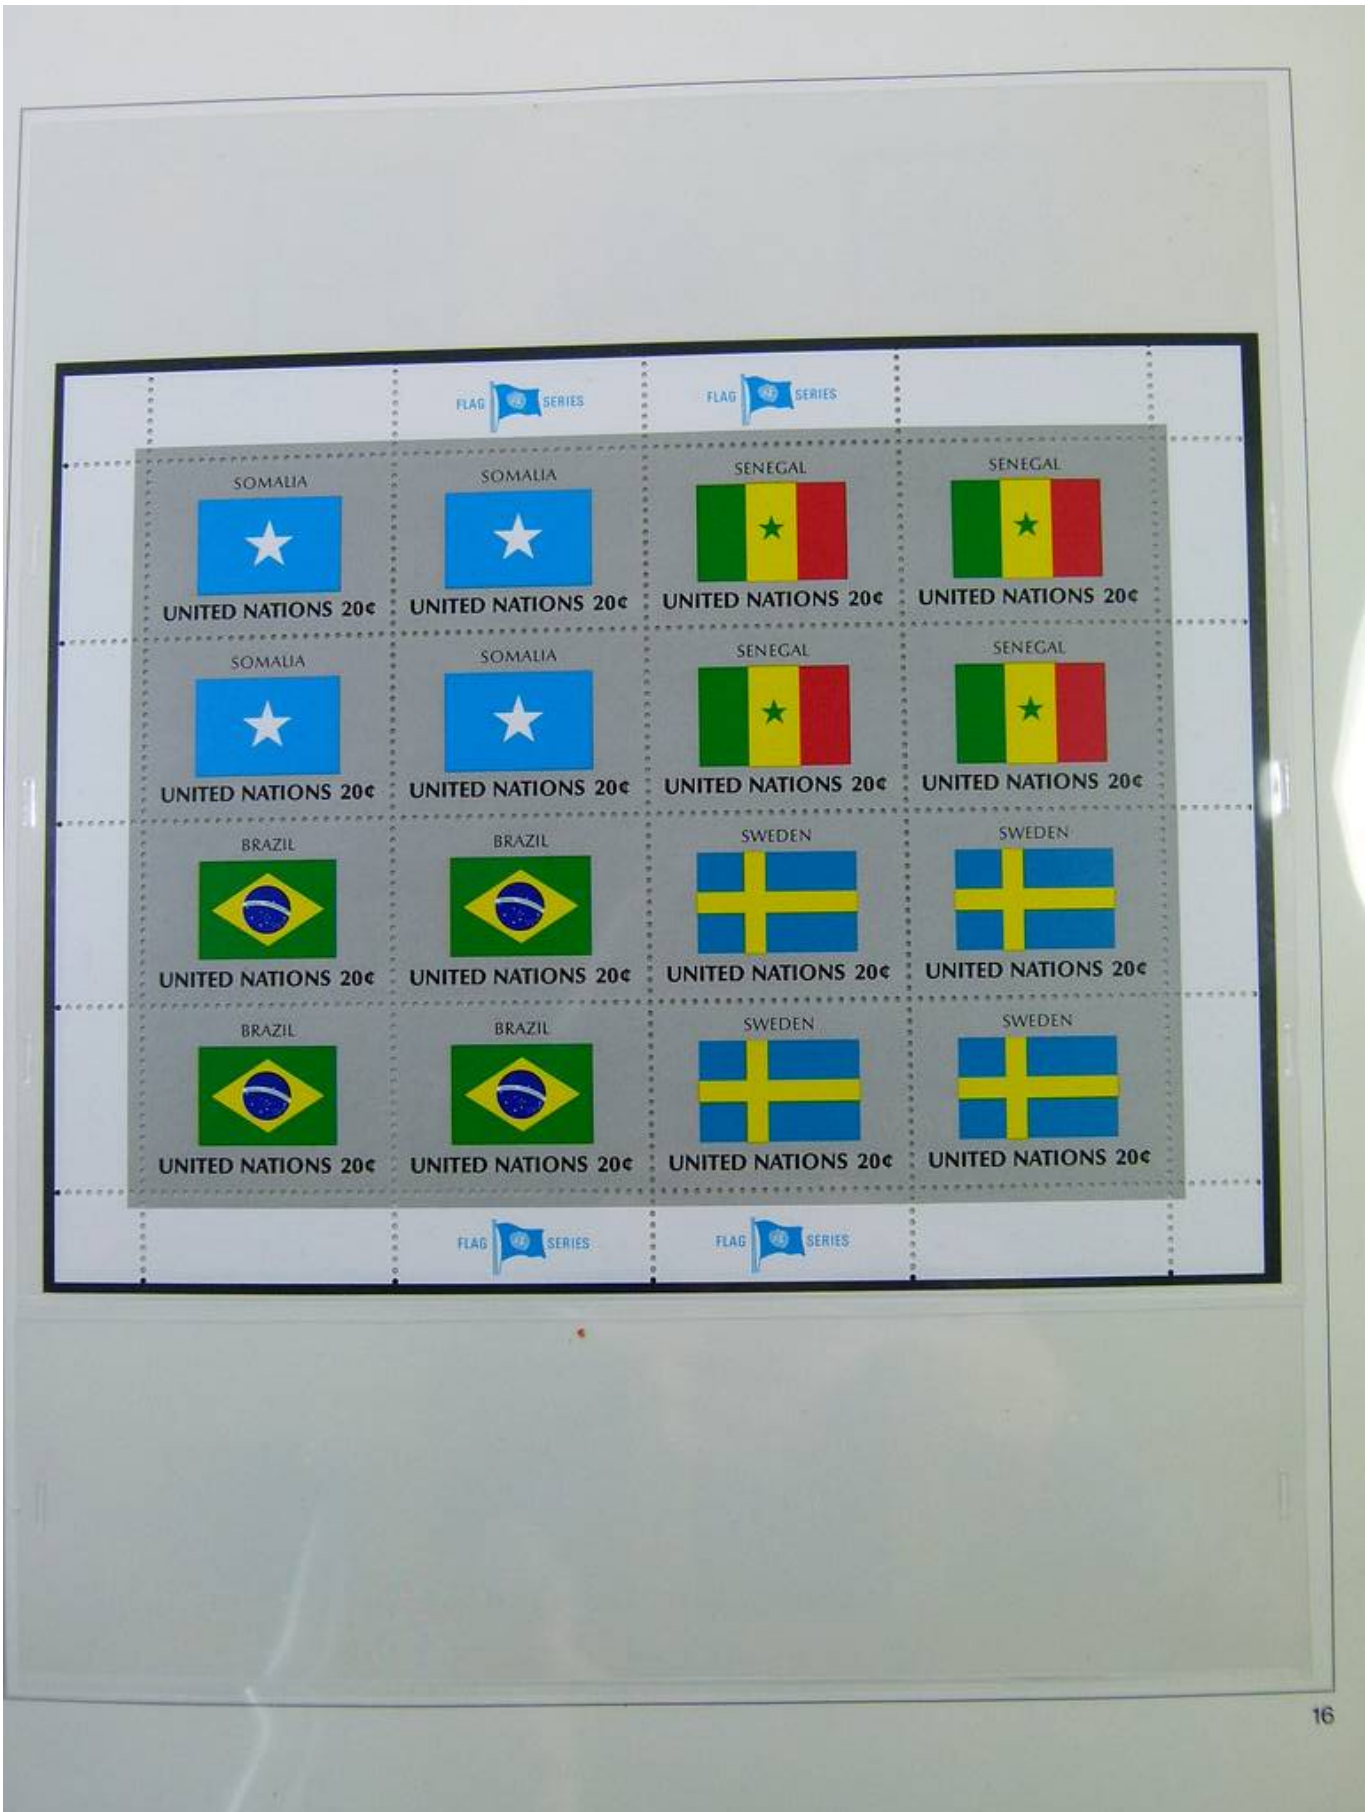 FLAG SERIES FLAG SERIES
SOMALIA SOMALIA SENEGAL SENEGAL
UNITED NATIONS 20¢ UNITED NATIONS 20¢ UNITED NATIONS 20¢ UNITED NATIONS 20¢
SOMALIA SOMALIA SENEGAL SENEGAL
UNITED NATIONS 20¢ UNITED NATIONS 20¢ UNITED NATIONS 20¢ UNITED NATIONS 20¢
BRAZIL BRAZIL SWEDEN SWEDEN
UNITED NATIONS 20¢ UNITED NATIONS 20¢ UNITED NATIONS 20¢ UNITED NATIONS 20¢
BRAZIL BRAZIL SWEDEN SWEDEN
UNITED NATIONS 20¢ UNITED NATIONS 20¢ UNITED NATIONS 20¢ UNITED NATIONS 20¢
FLAG SERIES FLAG SERIES
16